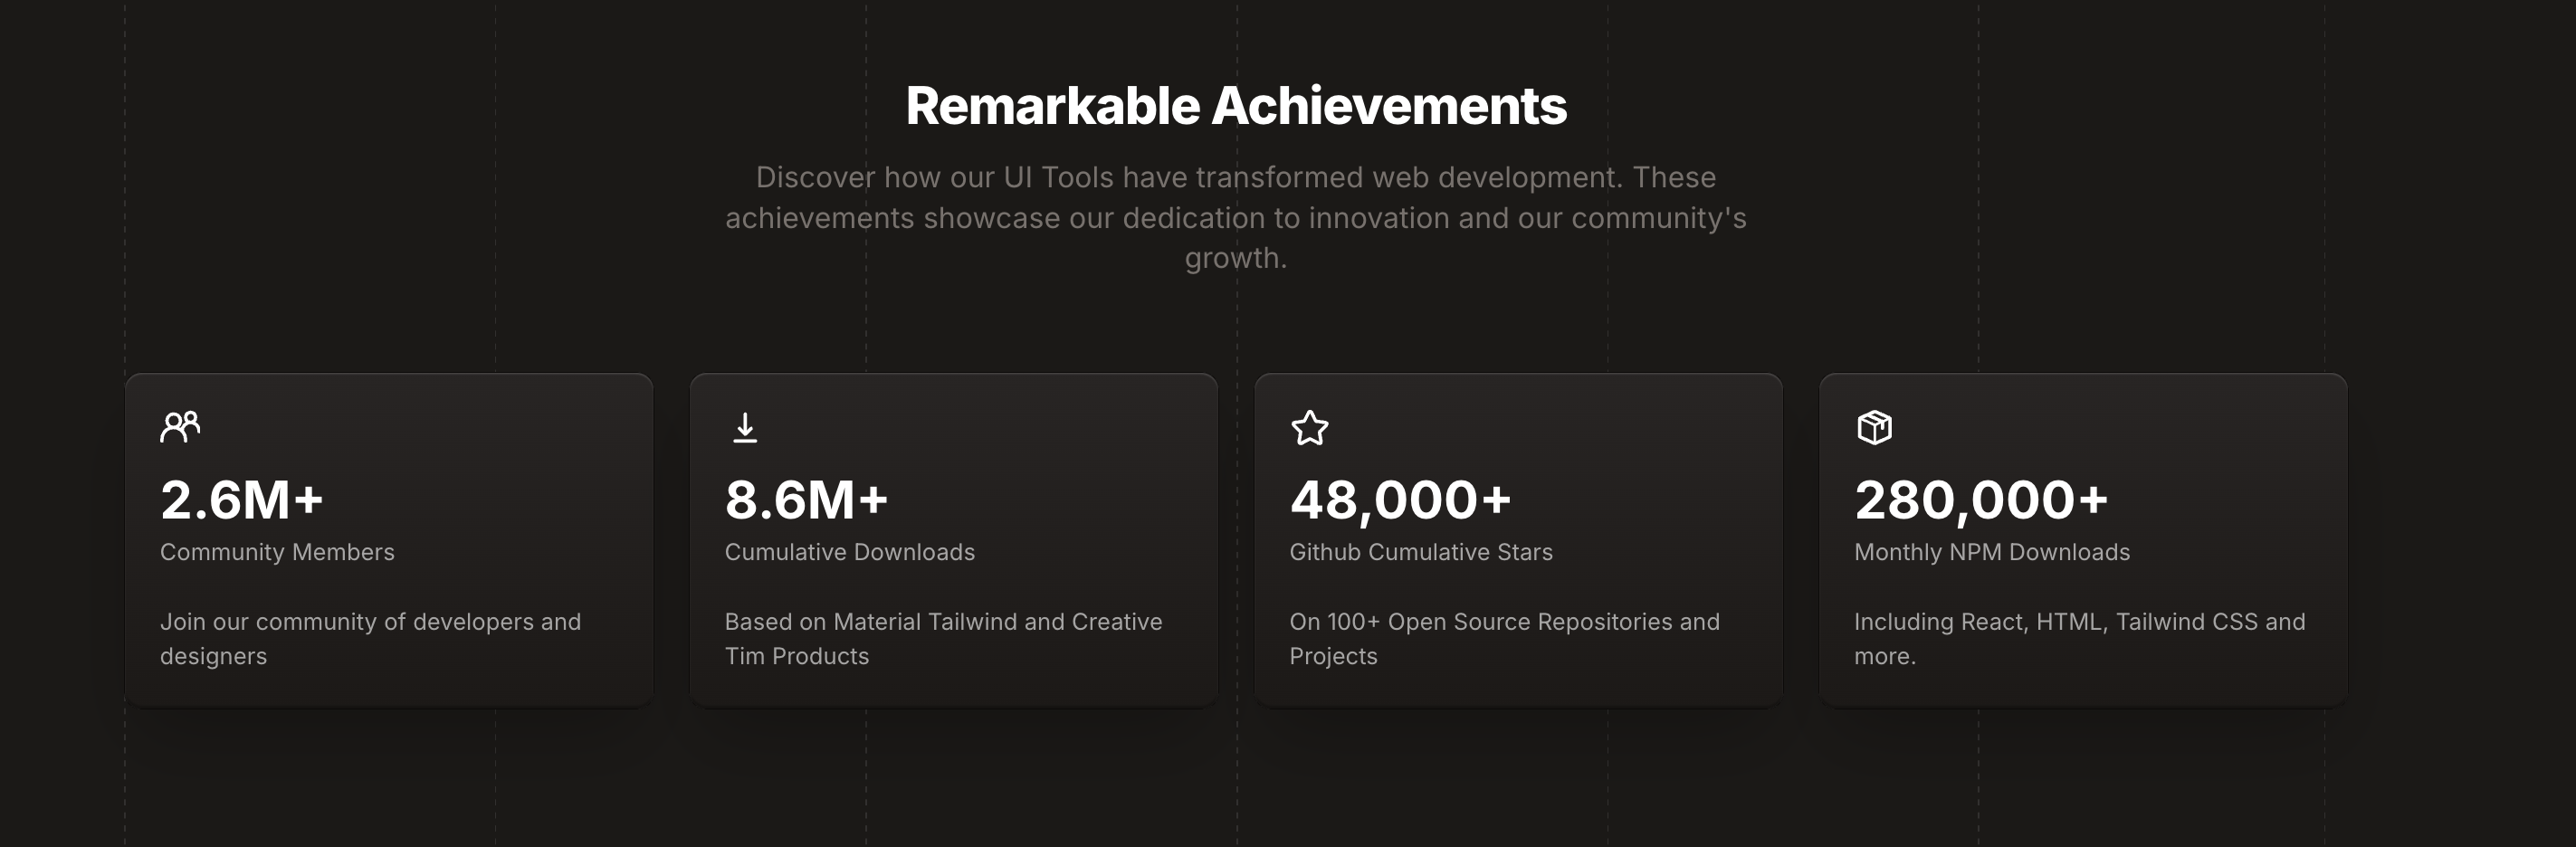 Remarkable Achievements
Discover how our UI Tools have transformed web development. These
achievements showcase our dedication to innovation and our community's
growth.
2.6M+
Community Members
Join our community of developers and
designers
8.6M+
Cumulative Downloads
Based on Material Tailwind and Creative
Tim Products
48,000+
Github Cumulative Stars
On 100+ Open Source Repositories and
Projects
280,000+
Monthly NPM Downloads
Including React, HTML, Tailwind CSS and
more.